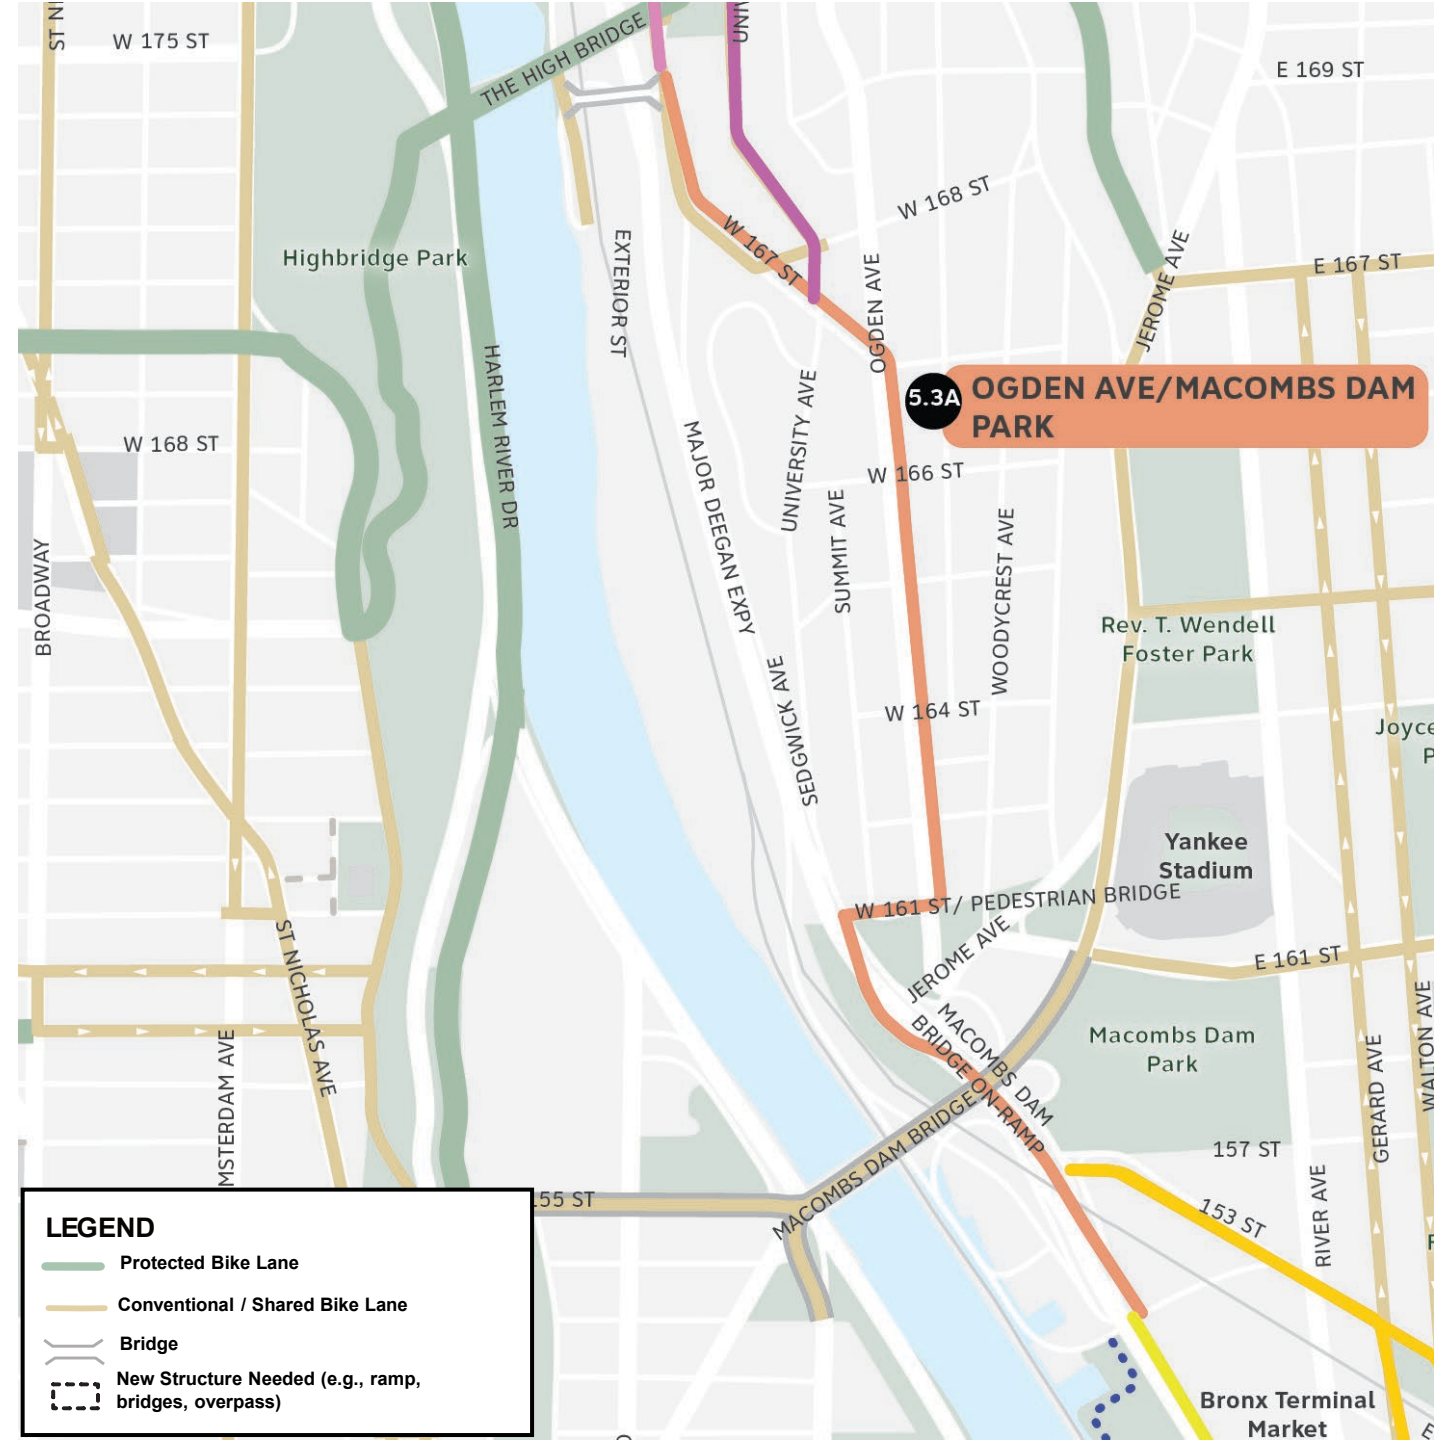 ST NI
W 175 ST
THE HIGH BRIDGE
UNIV
E 169 ST
W 168 ST
W 167 ST
Highbridge Park
EXTERIOR ST
OGDEN AVE
JEROME AVE
E 167 ST
HARLEM RIVER DR
5.3A
OGDEN AVE/MACOMBS DAM
PARK
W 168 ST
MAJOR DEEGAN EXPY
UNIVERSITY AVE
W 166 ST
SUMMIT AVE
WOODYCREST AVE
BROADWAY
Rev. T. Wendell
Foster Park
SEDGWICK AVE
W 164 ST
Joyce
P
Yankee
Stadium
W 161 ST/ PEDESTRIAN BRIDGE
JEROME AVE
E 161 ST
ST NICHOLAS AVE
MACOMBS DAM
BRIDGE ON-RAMP
Macombs Dam
Park
MSTERDAM AVE
GERARD AVE
WALTON AVE
MACOMBS DAM BRIDGE
157 ST
153 ST
RIVER AVE
55 ST
LEGEND
Protected Bike Lane
Conventional / Shared Bike Lane
Bridge
New Structure Needed (e.g., ramp,
bridges, overpass)
Bronx Terminal
Market